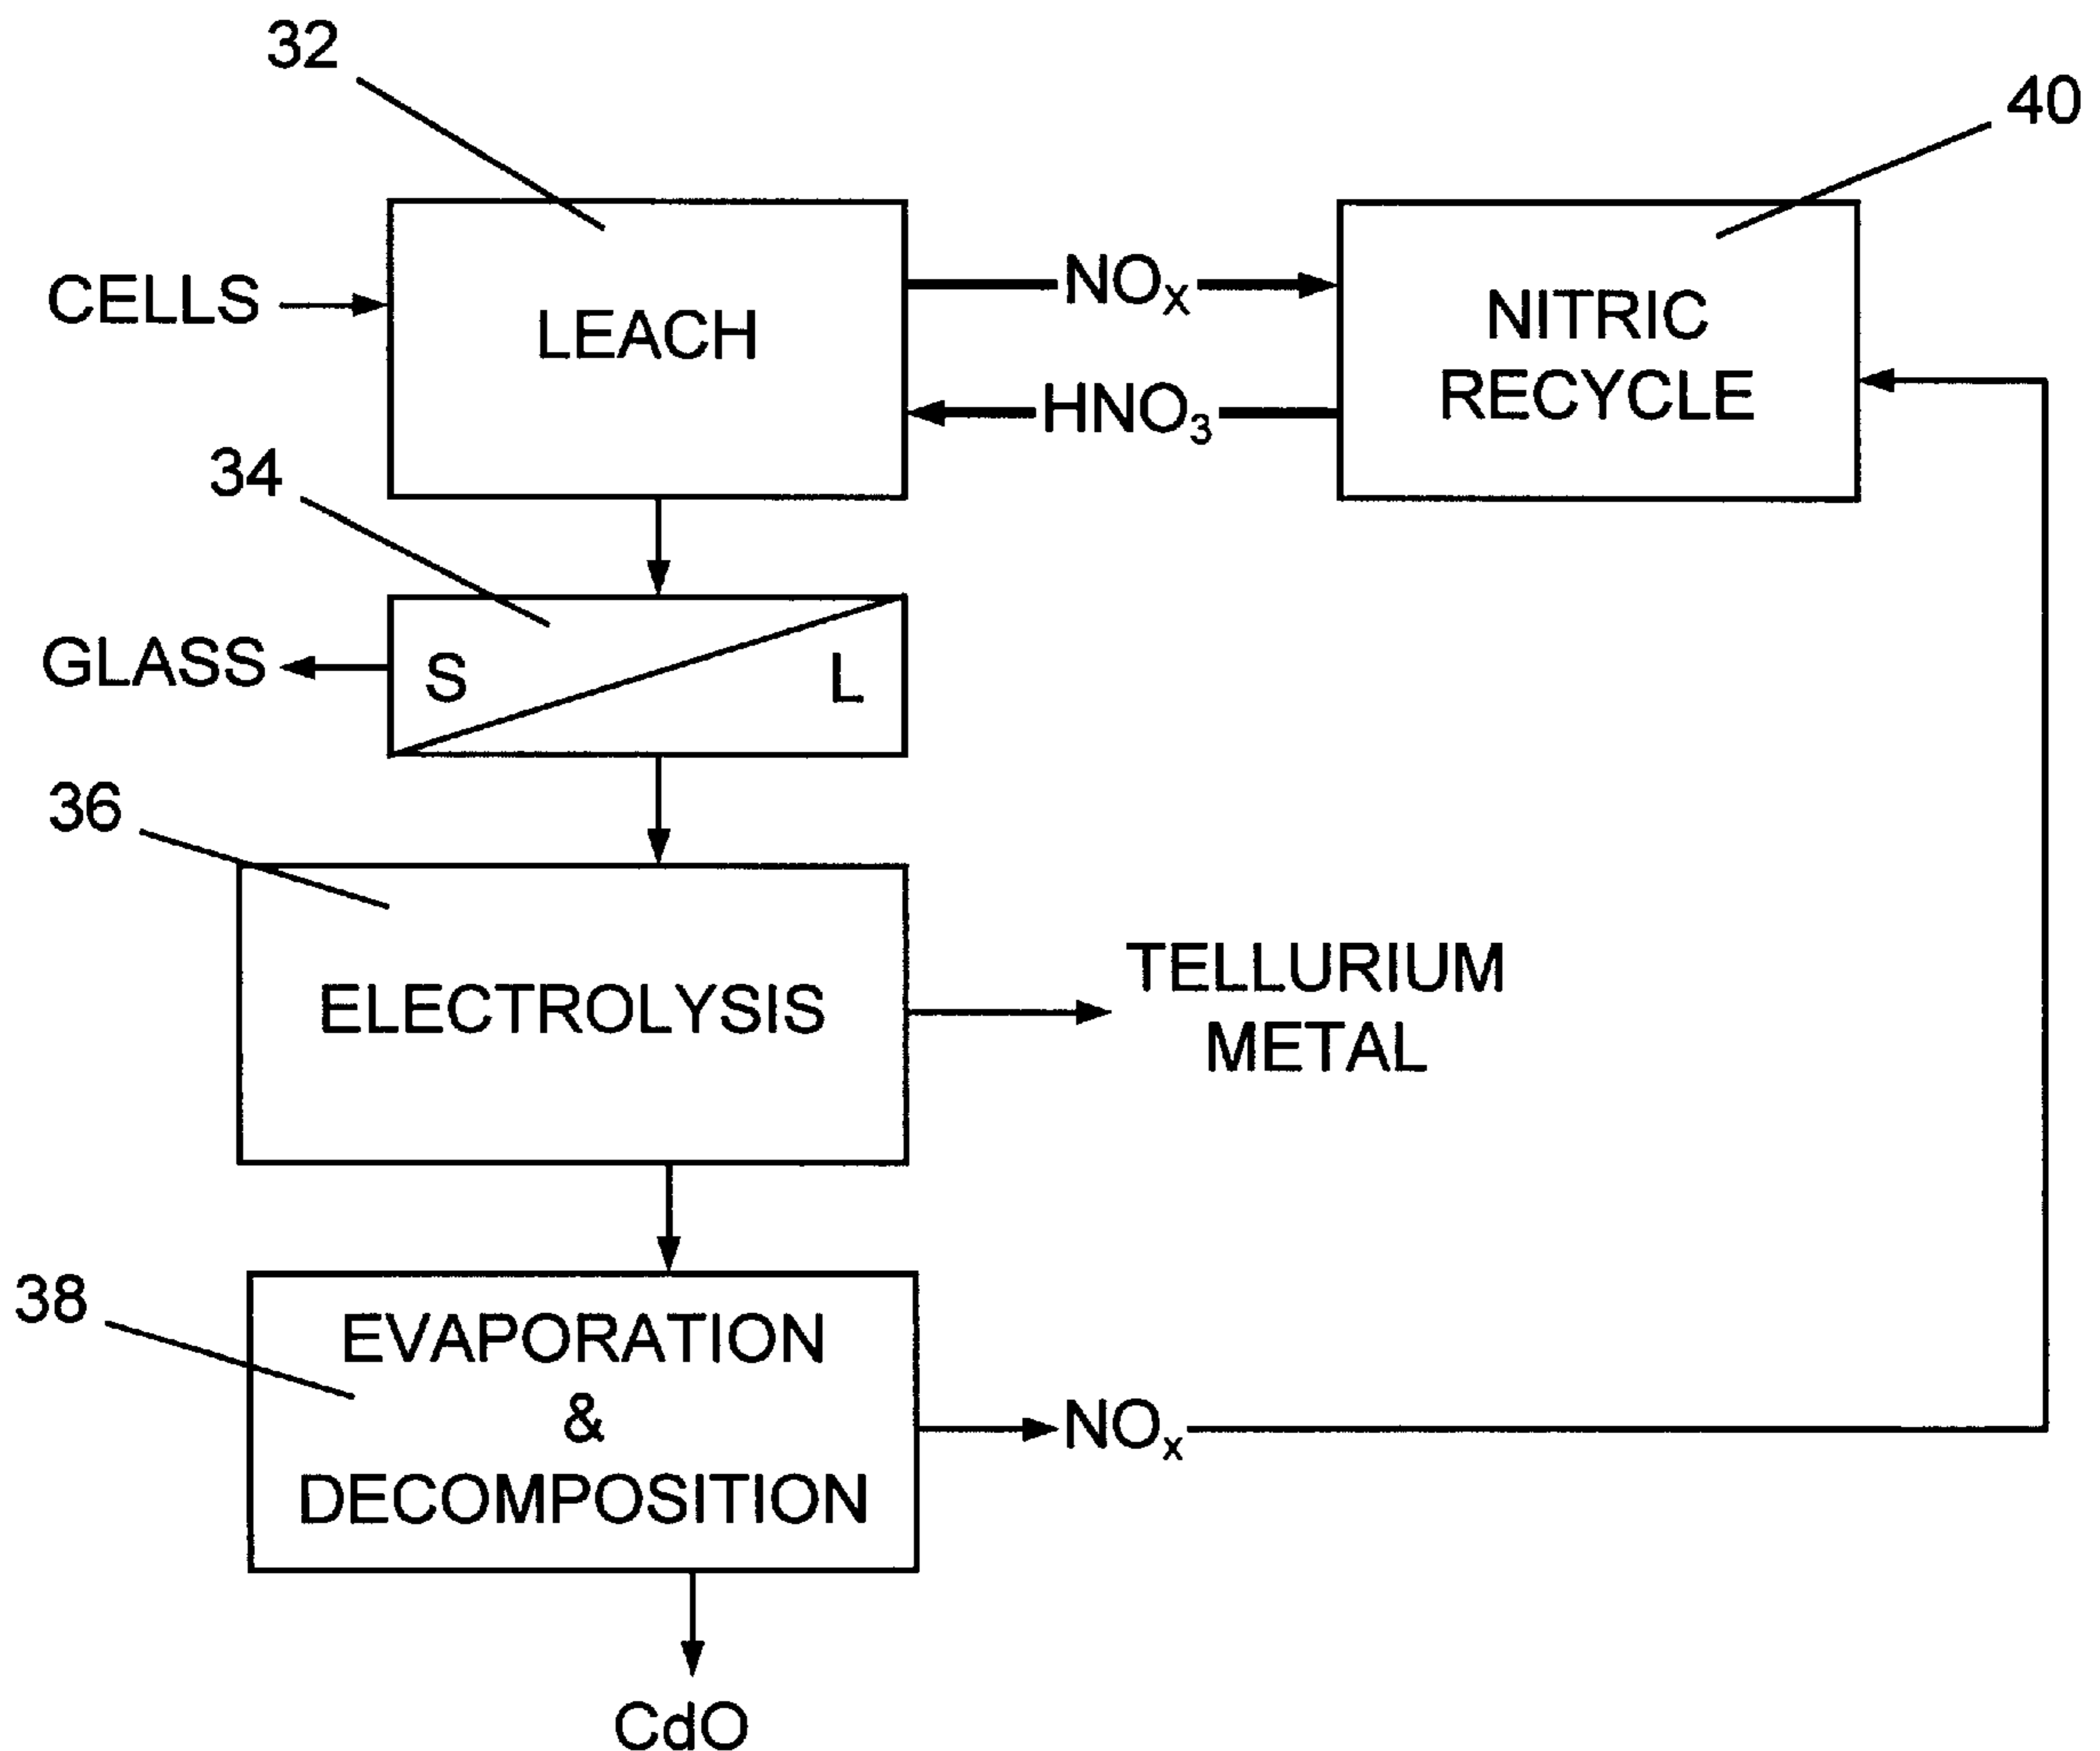 32
40
CELLS
LEACH
NOX
HNO3
NITRIC
RECYCLE
34
GLASS
S
L
36
ELECTROLYSIS
TELLURIUM
METAL
38
EVAPORATION
&
DECOMPOSITION
NOx
CdO